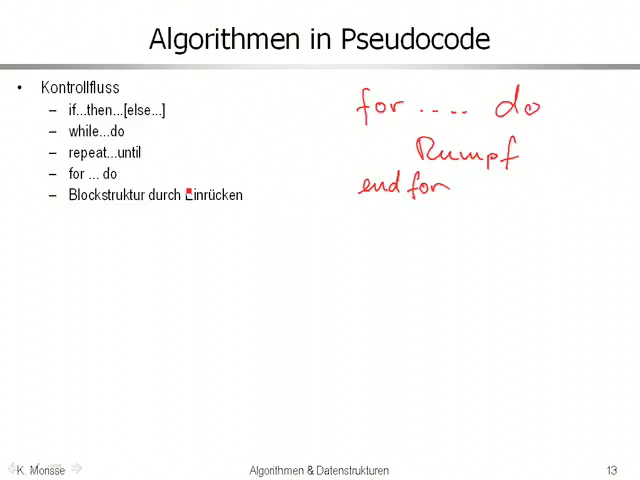 Algorithmen in Pseudocode
• Kontrollfluss
– if...then...[else...]
– while...do
– repeat...until
– for ... do
– Blockstruktur durch Einrücken
for .... do
Rumpf
end for
K. Morisse
Algorithmen & Datenstrukturen
13